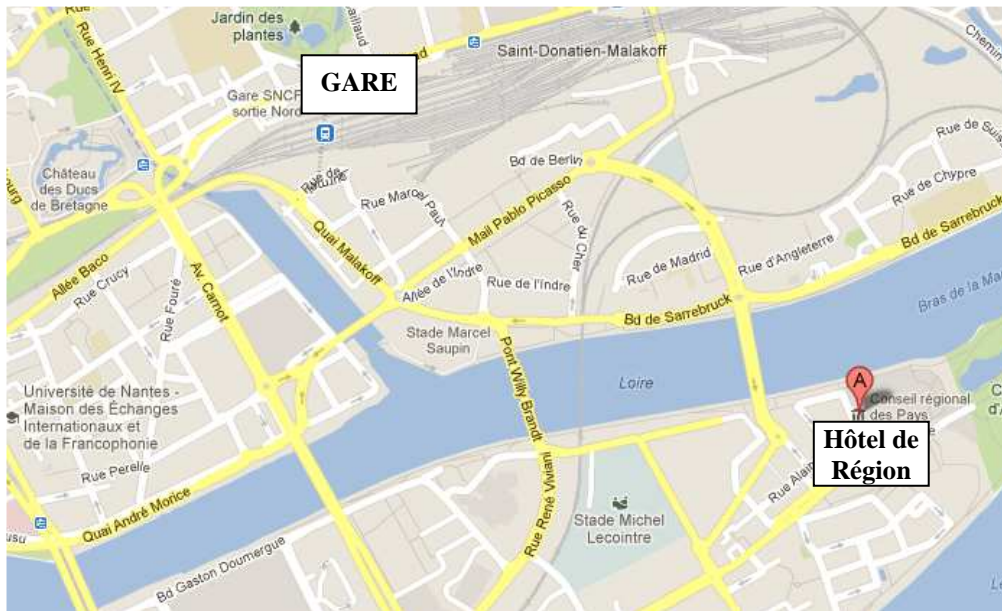 Jardin des
plantes
Rue Henri IV
Saint-Donatien-Malakoff
GARE
Gare SNCF
sortie Nord
Château
des Ducs
de Bretagne
Bd de Berlin
Rue de
Rue Marcel Paul
Mail Pablo Picasso
Rue du Cher
Rue de Suis
Rue de Chypre
Quai Malakoff
Allée Baco
Rue Crucy
Rue Fouré
Av Carnot
Allée de l'Indre
Rue de l'Indre
Rue de Madrid
Rue d'Angleterre
Bd de Sarrebruck
Bd de Sarrebruck
Bras de la Ma
Stade Marcel
Saupin
Pont Willy Brandt
Loire
A
Conseil régional
des Pays
Hôtel de
Région
Université de Nantes -
Maison des Échanges
Internationaux et
de la Francophonie
Rue Perelle
Quai André Morice
Rue René Viviani
Rue Alain
Stade Michel
Lecointre
Bd Gaston Doumergue